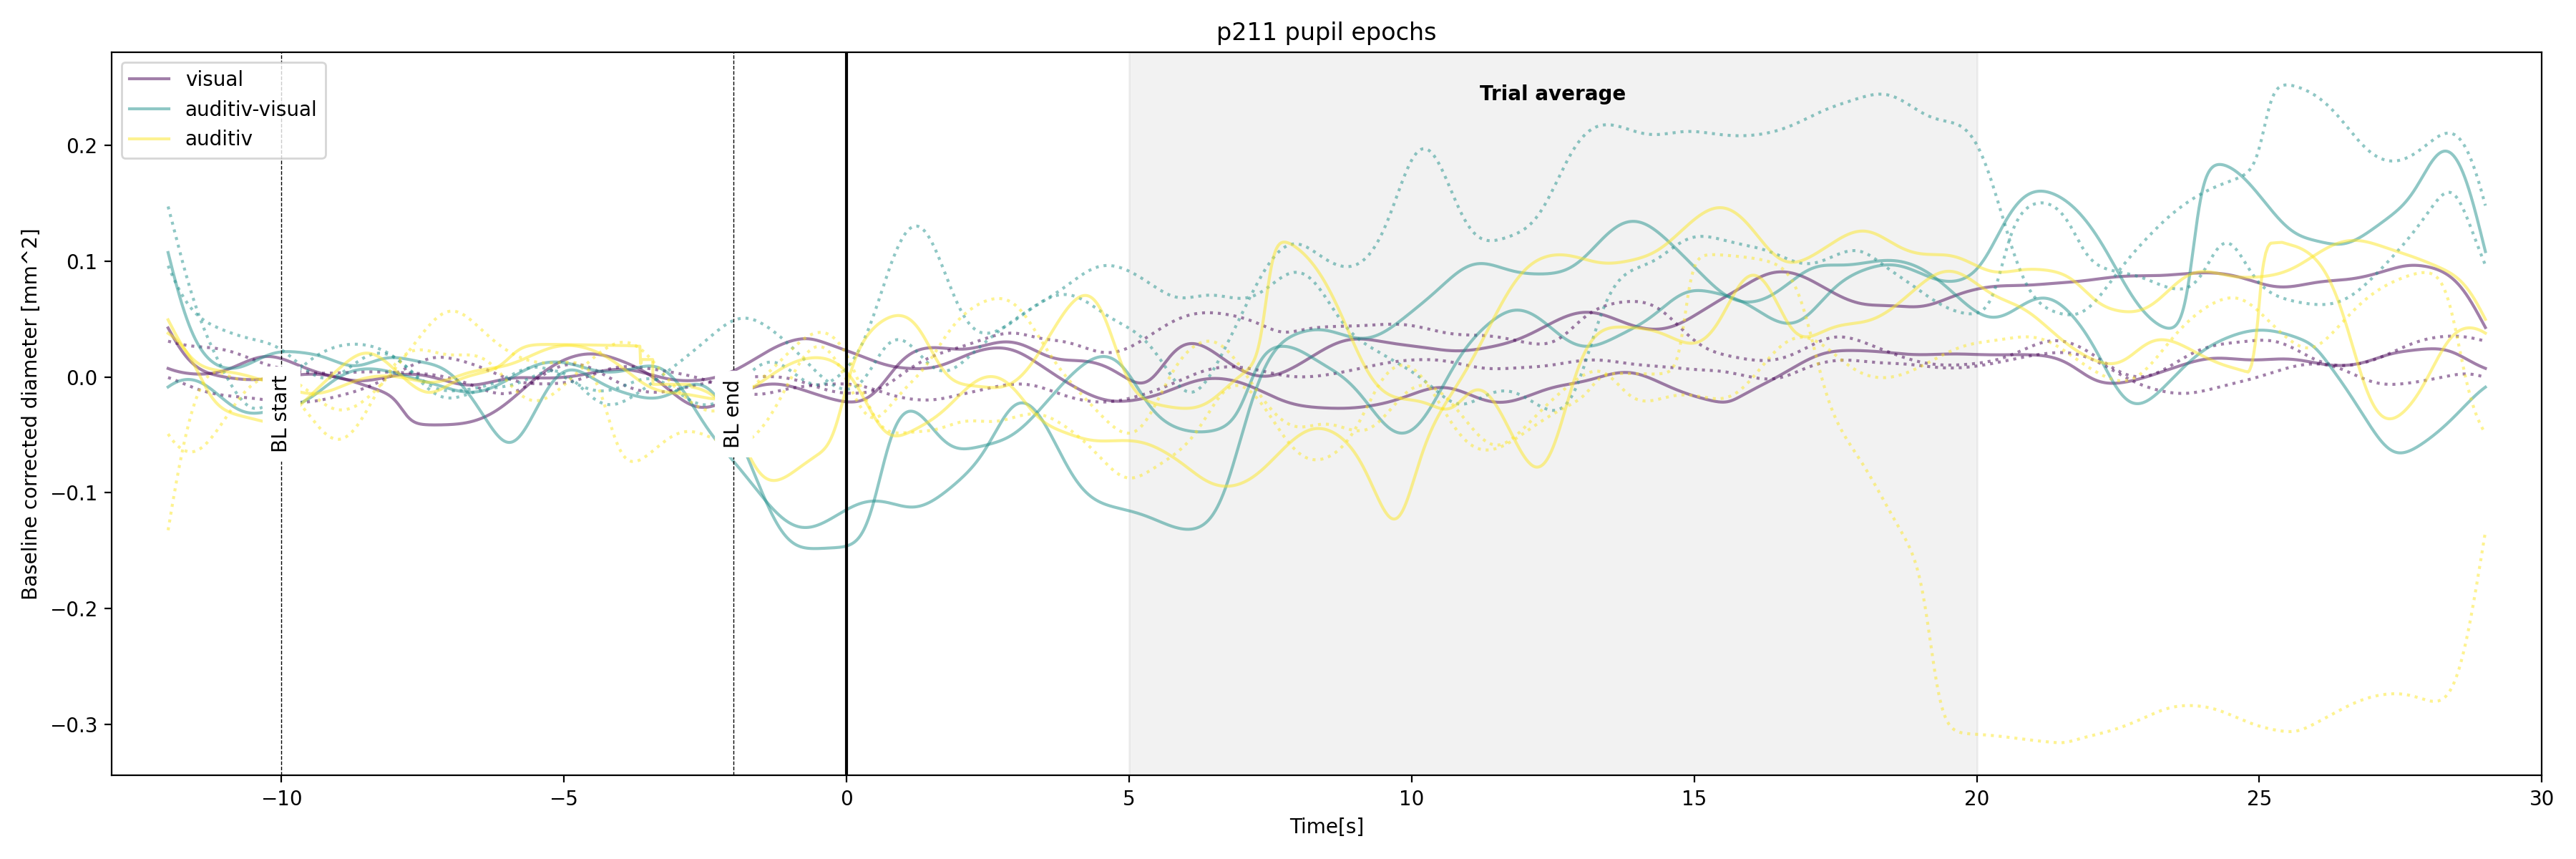 p211 pupil epochs
visual
auditiv-visual
auditiv
Trial average
BL start
BL end
Baseline corrected diameter [mm^2]
0.2
0.1
0.0
−0.1
−0.2
−0.3
−10
−5
0
5
10
15
20
25
30
Time[s]